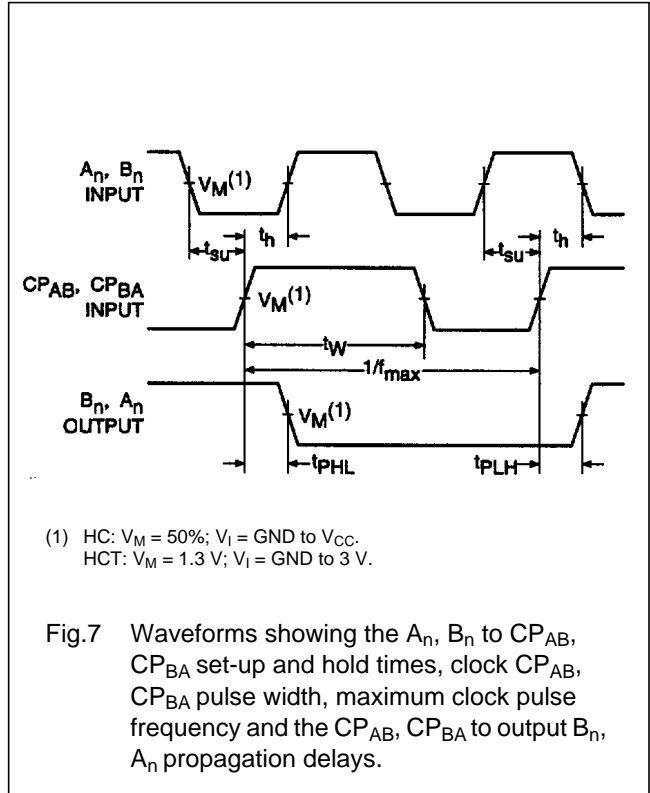 An, Bn
INPUT
VM(1)
tsu
th
tsu
th
CPAB, CPBA
INPUT
VM(1)
tW
1/fmax
Bn, An
OUTPUT
VM(1)
tPHL
tPLH
(1) HC: VM = 50%; VI = GND to VCC.
HCT: VM = 1.3 V; VI = GND to 3 V.
Fig.7 Waveforms showing the An, Bn to CPAB,
CPBA set-up and hold times, clock CPAB,
CPBA pulse width, maximum clock pulse
frequency and the CPAB, CPBA to output Bn,
An propagation delays.